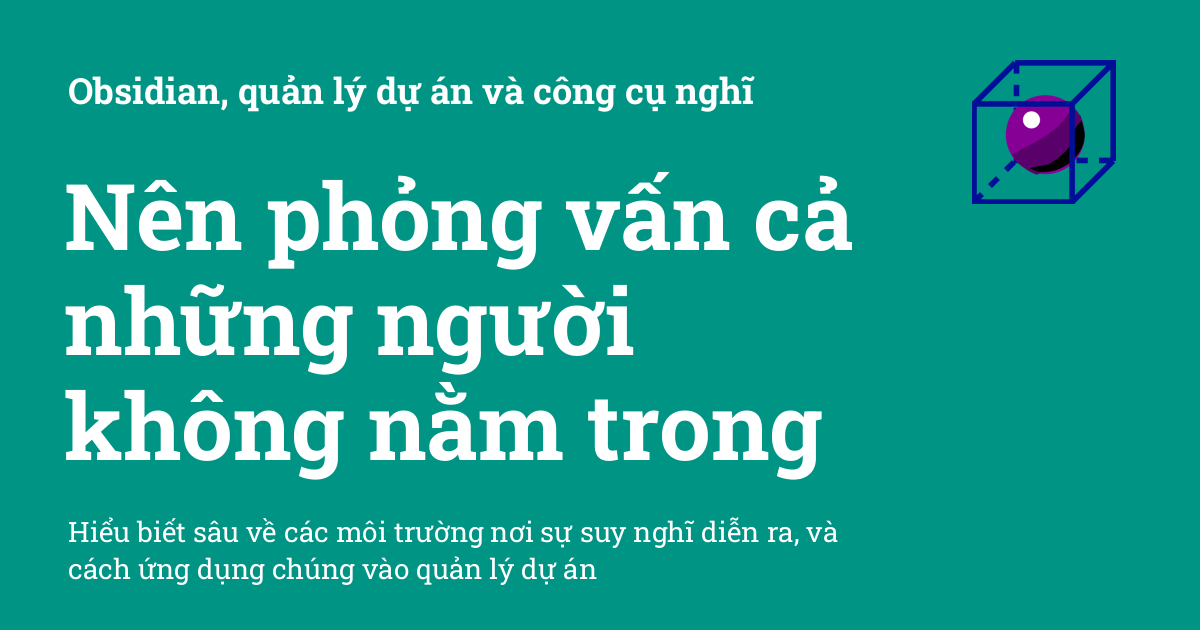 Obsidian, quản lý dự án và công cụ nghĩ
Nên phỏng vấn cả
những người
không nằm trong
Hiểu biết sâu về các môi trường nơi sự suy nghĩ diễn ra, và
cách ứng dụng chúng vào quản lý dự án